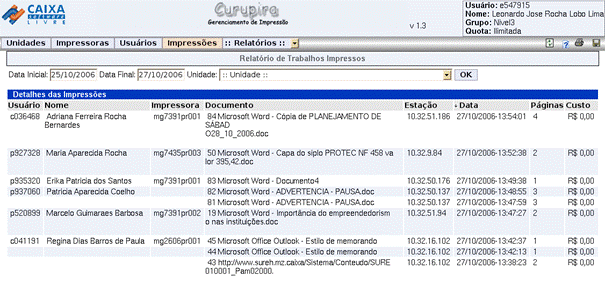 CAIXA
software
LIVRE
Curupira
Gerenciamento de Impressão
v 1.3
Usuário: e547915
Nome: Leonardo Jose Rocha Lobo Lima
Grupo: Nível3
Quota: Ilimitada
Unidades Impressoras Usuários Impressões :: Relatórios ::
Relatório de Trabalhos Impressos
Data Inicial: 25/10/2006 Data Final: 27/10/2006 Unidade: :: Unidade :: OK
Detalhes das Impressões
Usuário Nome Impressora Documento Estação Data Páginas Custo
c036468 Adriana Ferreira Rocha mg7391pr001 84 Microsoft Word - Cópia de PLANEJAMENTO DE 10.32.51.186 27/10/2006-13:54:01 4 R$ 0,00
Bernardes SÁBAD
O28_10_2006.doc
p927328 Maria Aparecida Rocha mg7435pr003 50 Microsoft Word - Capa do siplo PROTEC NF 458 va 10.32.9.84 27/10/2006-13:52:38 2 R$ 0,00
lor 395,42.doc
p935320 Erika Patricia dos Santos mg7391pr001 83 Microsoft Word - Documento4 10.32.50.176 27/10/2006-13:49:38 1 R$ 0,00
p937060 Patricia Aparecida Coelho mg7391pr001 82 Microsoft Word - ADVERTENCIA - PAUSA.doc 10.32.50.137 27/10/2006-13:48:55 3 R$ 0,00
81 Microsoft Word - ADVERTENCIA - PAUSA.doc 10.32.50.137 27/10/2006-13:47:59 3 R$ 0,00
p520899 Marcelo Guimaraes Barbosa mg7391pr002 19 Microsoft Word - Importância do empreendedorism 10.32.51.94 27/10/2006-13:47:27 2 R$ 0,00
o nas instituições.doc
c041191 Regina Dias Barros de Paula mg2606pr001 45 Microsoft Office Outlook - Estilo de memorando 10.32.16.102 27/10/2006-13:42:37 1 R$ 0,00
44 Microsoft Office Outlook - Estilo de memorando 10.32.16.102 27/10/2006-13:42:13 1 R$ 0,00
43 http://www.sureh.mz.caixa/Sistema/Conteudo/SURE 10.32.16.102 27/10/2006-13:38:23 2 R$ 0,00
010001_Pam02000.